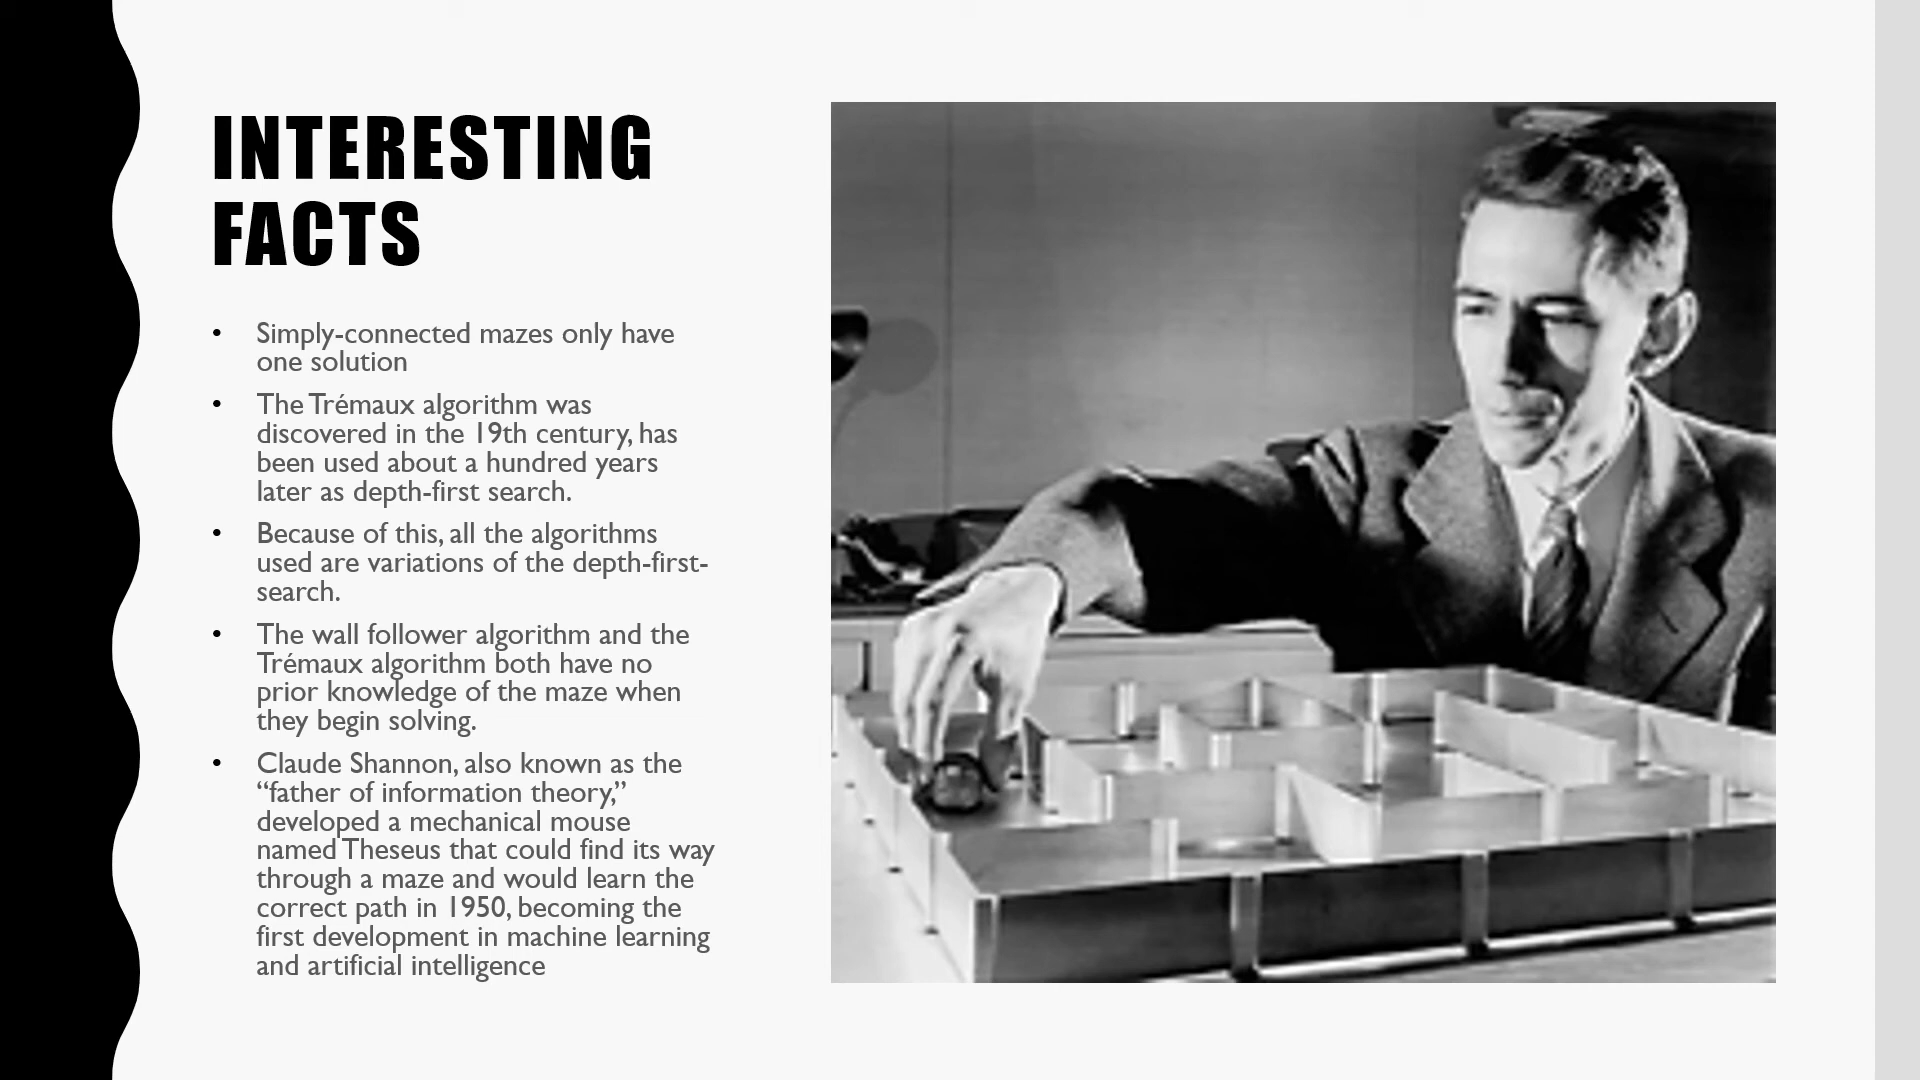 INTERESTING
FACTS
• Simply-connected mazes only have
one solution
• The Trémaux algorithm was
discovered in the 19th century, has
been used about a hundred years
later as depth-first search.
• Because of this, all the algorithms
used are variations of the depth-first-
search.
• The wall follower algorithm and the
Trémaux algorithm both have no
prior knowledge of the maze when
they begin solving.
• Claude Shannon, also known as the
“father of information theory,”
developed a mechanical mouse
named Theseus that could find its way
through a maze and would learn the
correct path in 1950, becoming the
first development in machine learning
and artificial intelligence